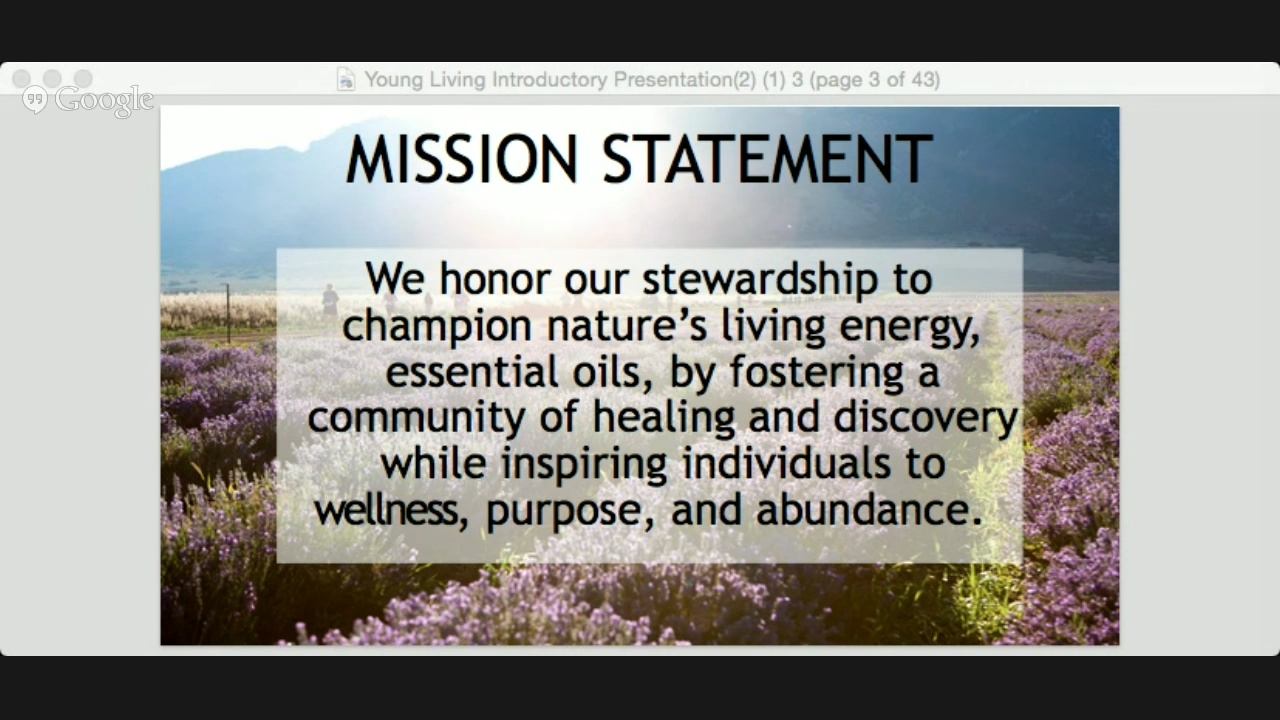 Young Living Introductory Presentation(2) (1) 3 (page 3 of 43)
Google
MISSION STATEMENT
We honor our stewardship to
champion nature's living energy,
essential oils, by fostering a
community of healing and discovery
while inspiring individuals to
wellness, purpose, and abundance.